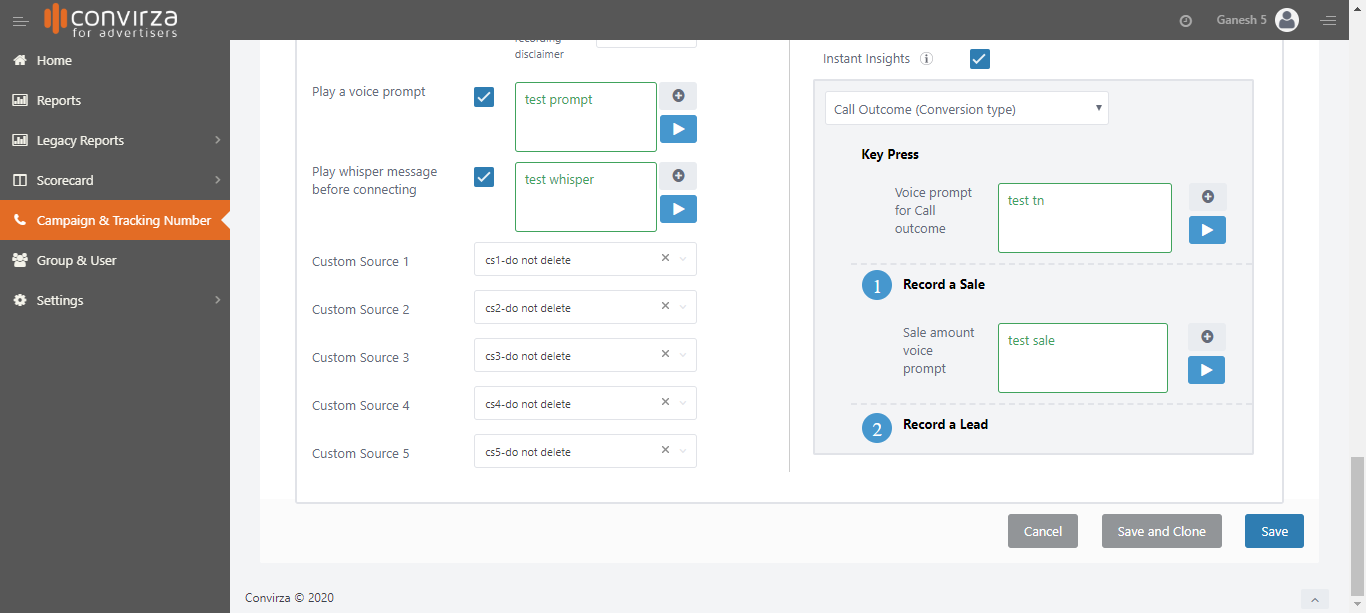 convirza
for advertisers
Ganesh 5
Home
Reports
Legacy Reports
Scorecard
Campaign & Tracking Number
Group & User
Settings
recording
disclaimer
Play a voice prompt
test prompt
Play whisper message
before connecting
test whisper
Custom Source 1
cs1-do not delete
Custom Source 2
cs2-do not delete
Custom Source 3
cs3-do not delete
Custom Source 4
cs4-do not delete
Custom Source 5
cs5-do not delete
Instant Insights
Call Outcome (Conversion type)
Key Press
Voice prompt
for Call
outcome
test tn
1 Record a Sale
Sale amount
voice
prompt
test sale
2 Record a Lead
Cancel
Save and Clone
Save
Convirza © 2020